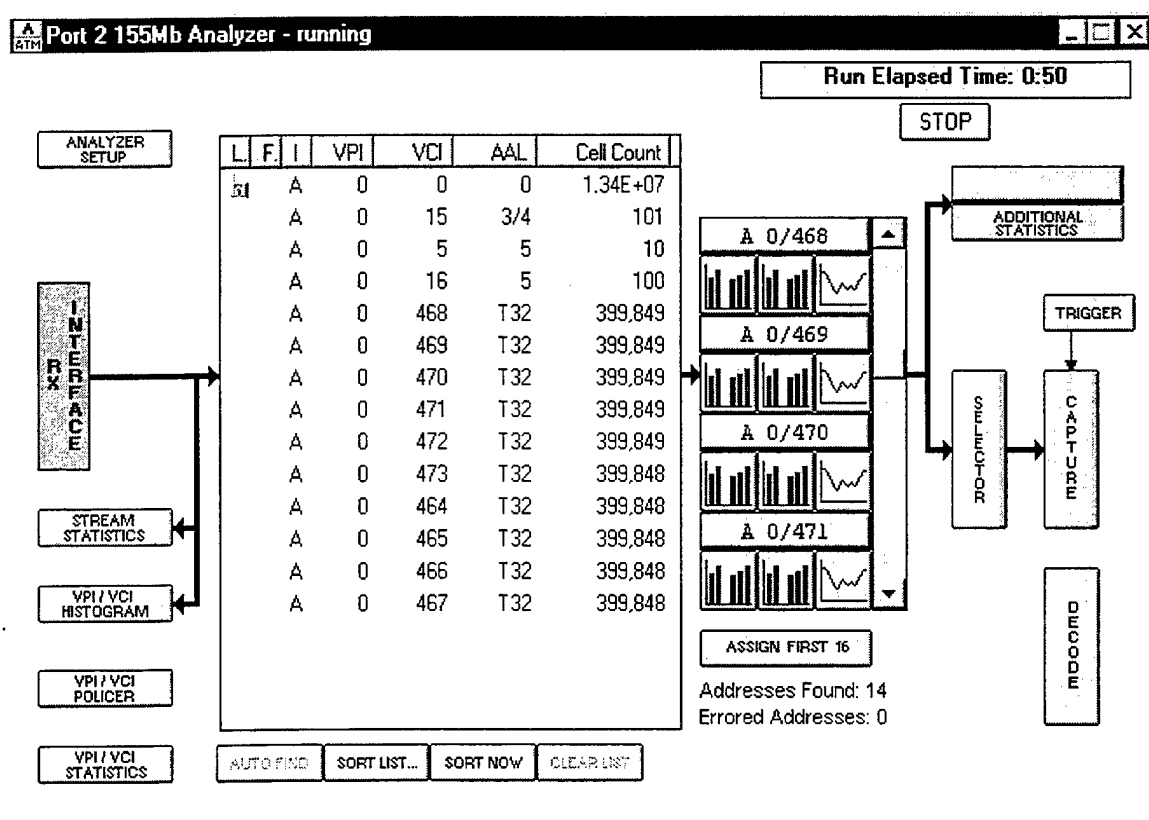 ATM Port 2 155Mb Analyzer - running
Run Elapsed Time: 0:50
STOP
ANALYZER
SETUP
L. F. I VPI VCI AAL Cell Count
A 0 0 0 1.34E+07
A 0 15 3/4 101
A 0 5 5 10
A 0 16 5 100
A 0 468 T32 399,849
A 0 469 T32 399,849
A 0 470 T32 399,849
A 0 471 T32 399,849
A 0 472 T32 399,849
A 0 473 T32 399,848
A 0 464 T32 399,848
A 0 465 T32 399,848
A 0 466 T32 399,848
A 0 467 T32 399,848
INTERFACE
RX
STREAM
STATISTICS
VPI / VCI
HISTOGRAM
VPI / VCI
POLICER
VPI / VCI
STATISTICS
AUTO FIND
SORT LIST...
SORT NOW
CLEAR LIST
A 0/468
A 0/469
A 0/470
A 0/471
ASSIGN FIRST 16
Addresses Found: 14
Errored Addresses: 0
ADDITIONAL
STATISTICS
TRIGGER
SELECTOR
CAPTURE
DECODE